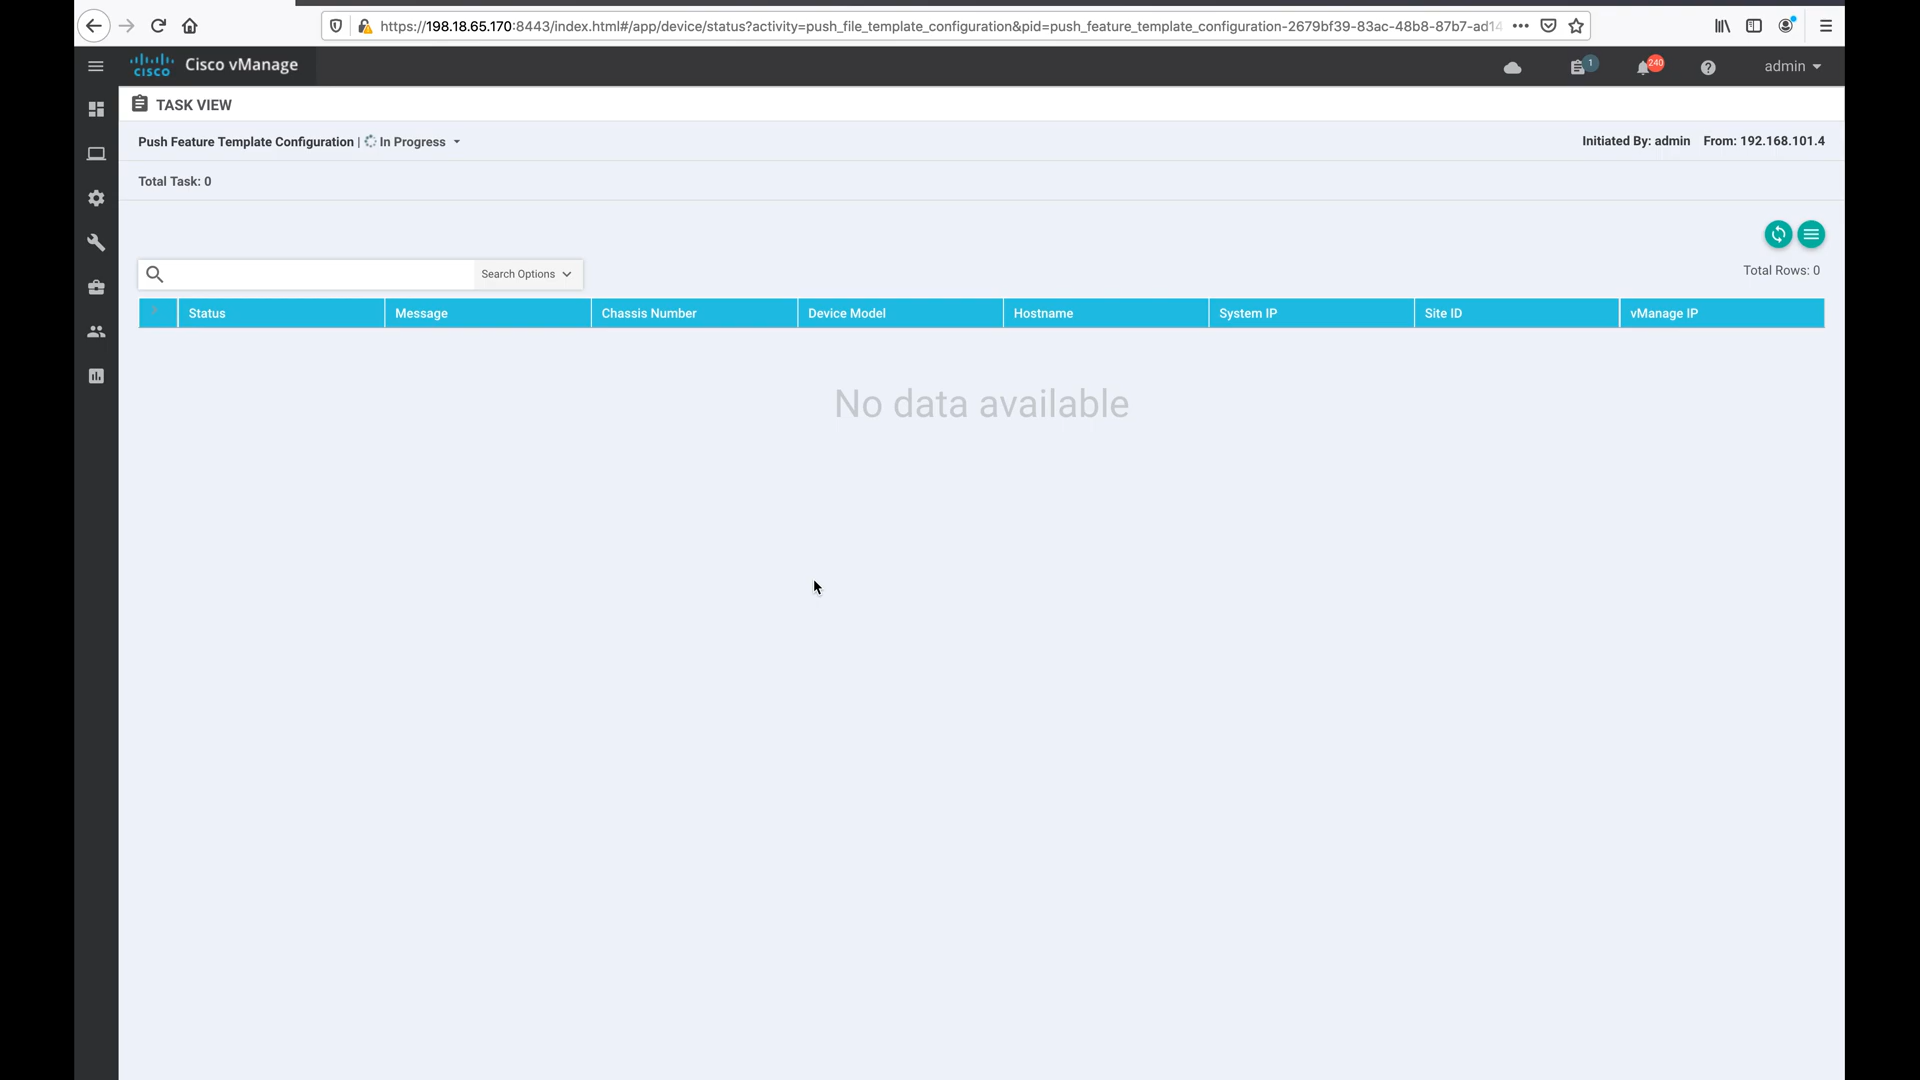 https://198.18.65.170:8443/index.html#/app/device/status?activity=push_file_template_configuration&pid=push_feature_template_configuration-2679bf39-83ac-48b8-87b7-ad14
cisco Cisco vManage
1
240
admin
TASK VIEW
Push Feature Template Configuration | In Progress
Initiated By: admin From: 192.168.101.4
Total Task: 0
Search Options
Total Rows: 0
Status Message Chassis Number Device Model Hostname System IP Site ID vManage IP
No data available